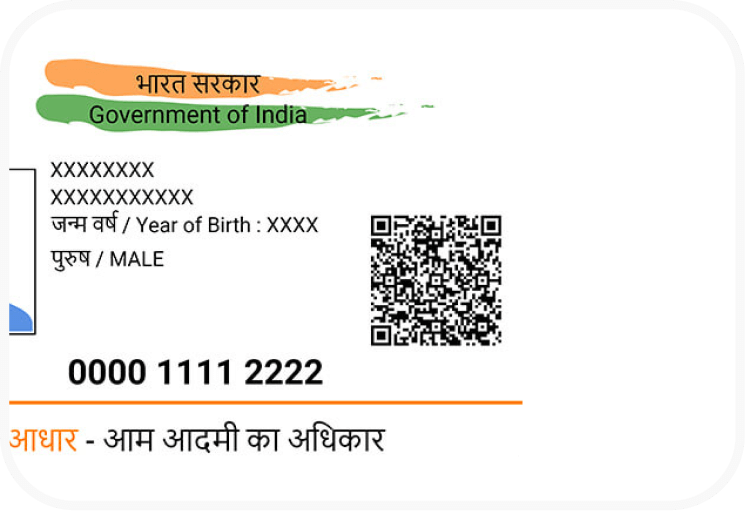 भारत सरकार
Government of India
XXXXXXXX
XXXXXXXXXXX
जन्म वर्ष / Year of Birth : XXXX
पुरुष / MALE
0000 1111 2222
आधार - आम आदमी का अधिकार